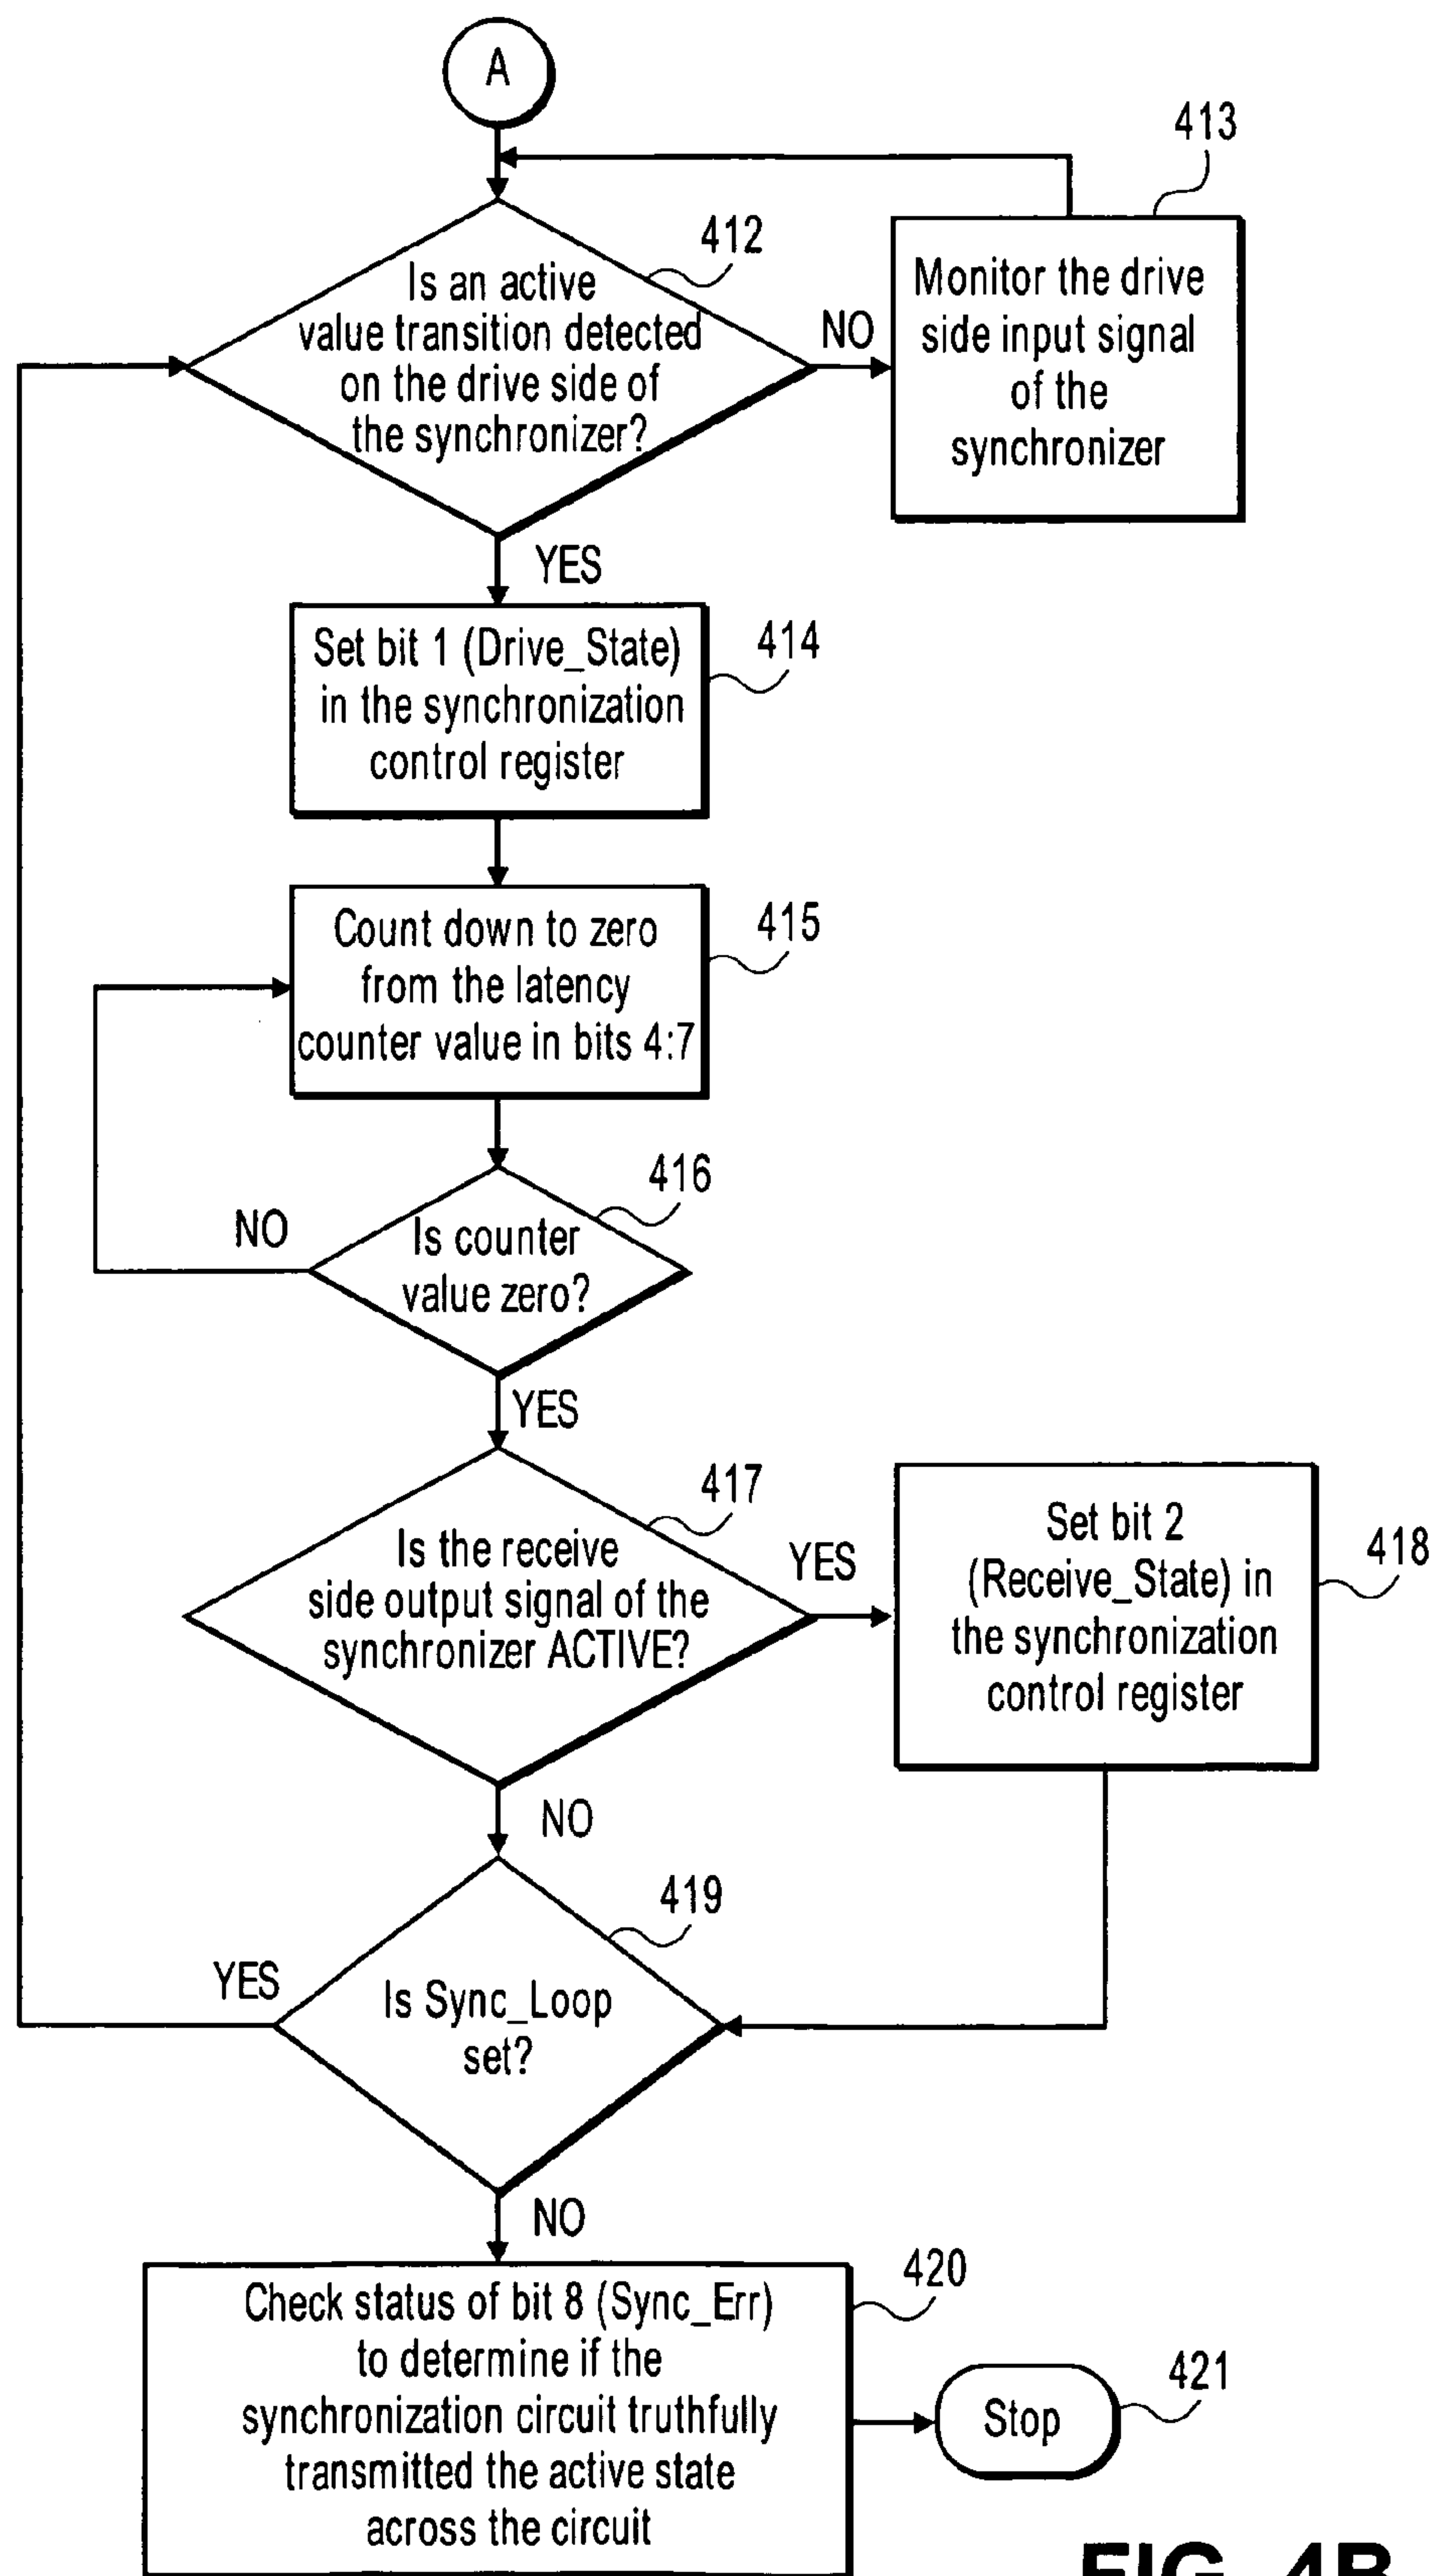 A
413
412
Is an active
value transition detected
on the drive side of
the synchronizer?
NO
Monitor the drive
side input signal
of the
synchronizer
YES
Set bit 1 (Drive_State)
in the synchronization
control register
414
Count down to zero
from the latency
counter value in bits 4:7
415
416
NO
Is counter
value zero?
YES
417
Is the receive
side output signal of the
synchronizer ACTIVE?
YES
Set bit 2
(Receive_State) in
the synchronization
control register
418
NO
419
YES
Is Sync_Loop
set?
NO
420
Check status of bit 8 (Sync_Err)
to determine if the
synchronization circuit truthfully
transmitted the active state
across the circuit
421
Stop
FIG. 4B